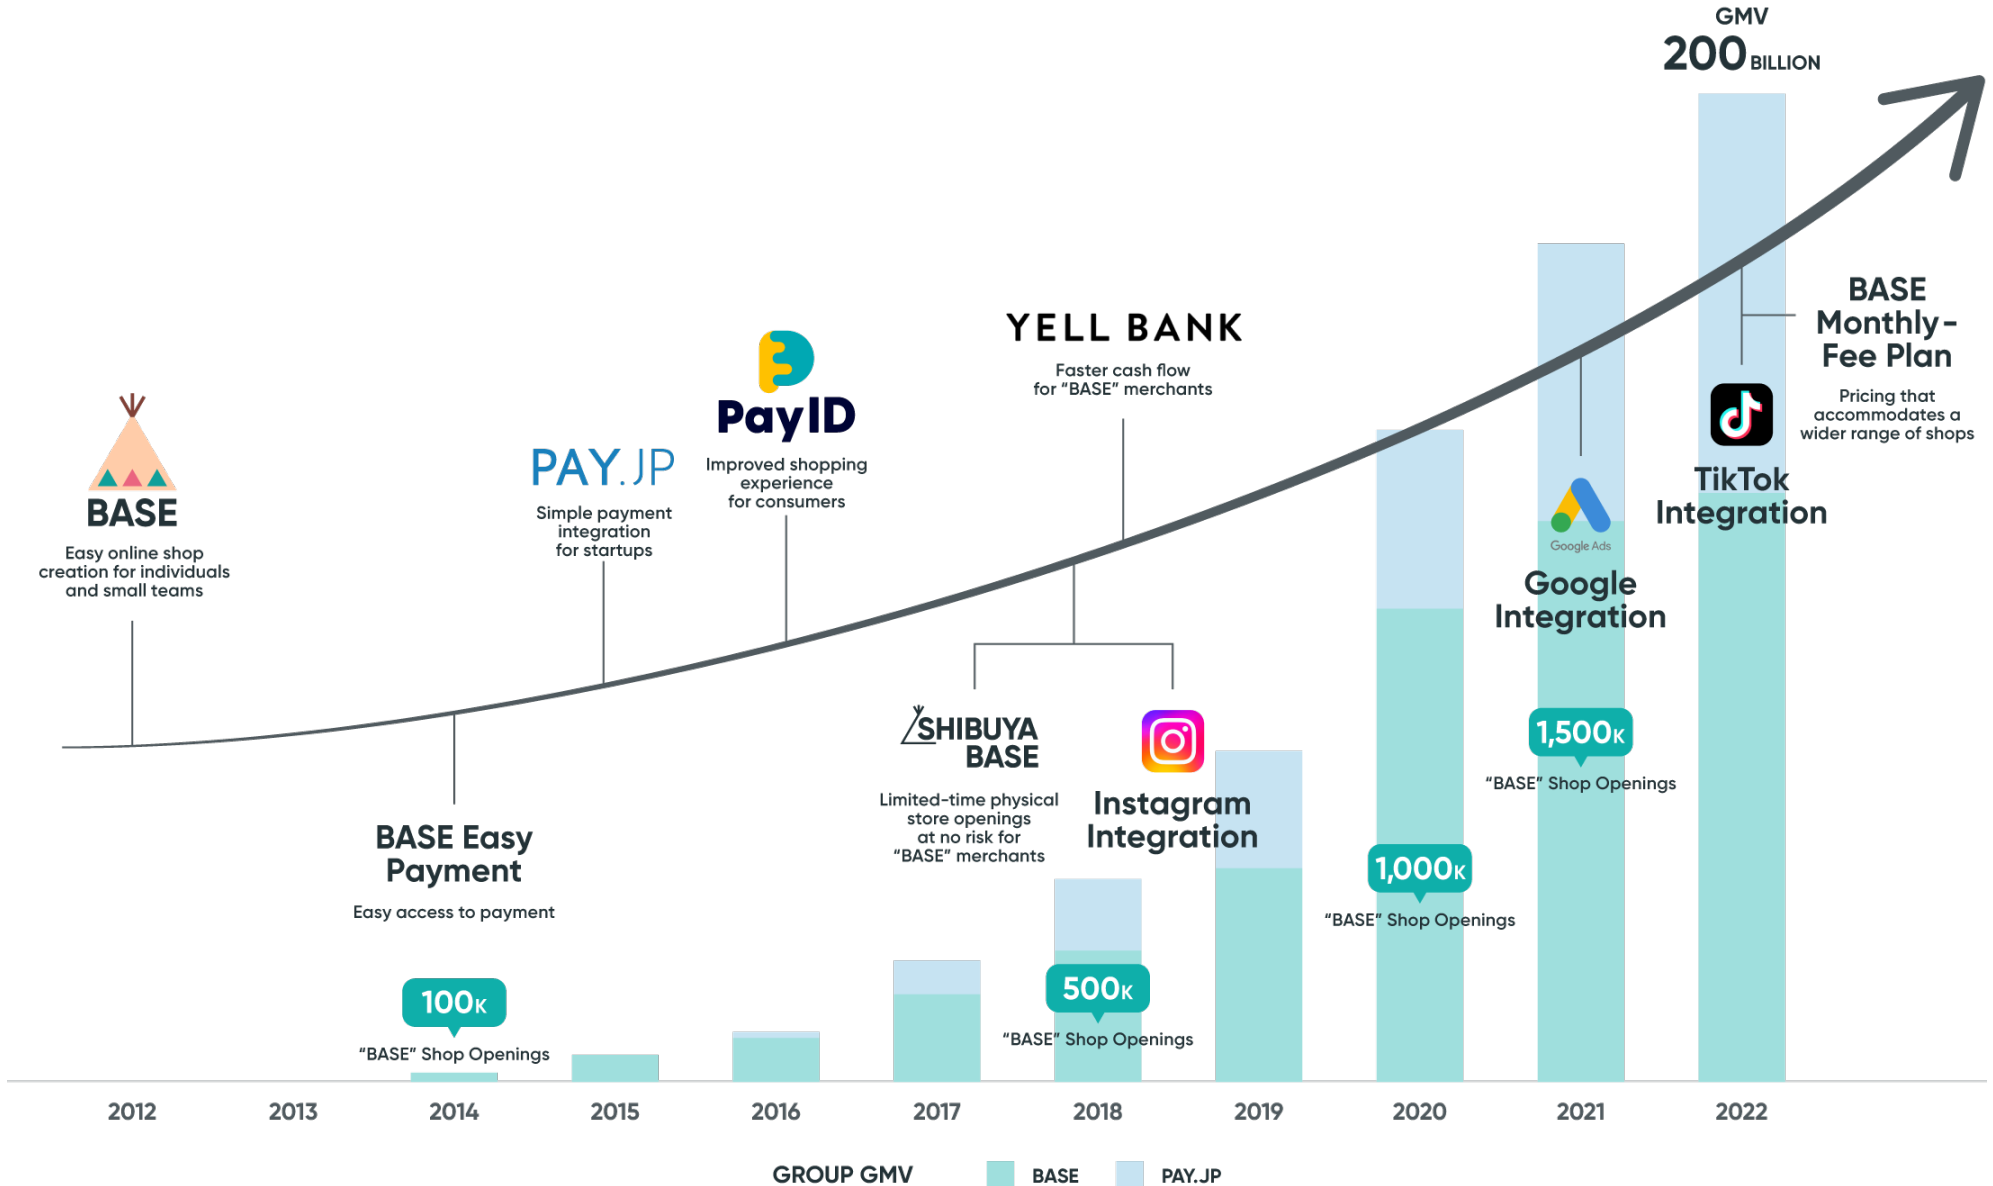 GMV
200 BILLION
BASE
Easy online shop
creation for individuals
and small teams
BASE Easy
Payment
Easy access to payment
100K
“BASE” Shop Openings
PAY.JP
Simple payment
integration
for startups
PayID
Improved shopping
experience
for consumers
YELL BANK
Faster cash flow
for “BASE” merchants
SHIBUYA
BASE
Limited-time physical
store openings
at no risk for
“BASE” merchants
Instagram
Integration
500K
“BASE” Shop Openings
1,000K
“BASE” Shop Openings
Google Ads
Google
Integration
1,500K
“BASE” Shop Openings
TikTok
Integration
BASE
Monthly-
Fee Plan
Pricing that
accommodates a
wider range of shops
2012 2013 2014 2015 2016 2017 2018 2019 2020 2021 2022
GROUP GMV BASE PAY.JP